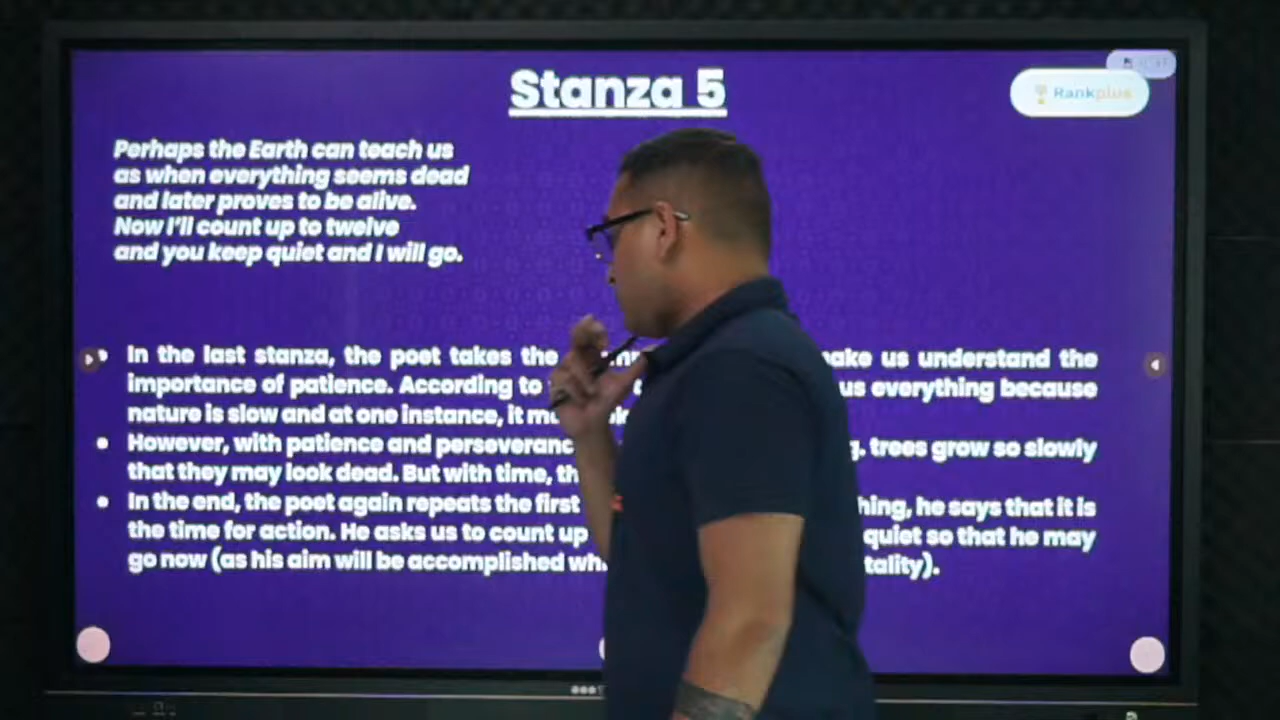 Stanza 5
Rankplus
Perhaps the Earth can teach us
as when everything seems dead
and later proves to be alive.
Now I'll count up to twelve
and you keep quiet and I will go.
In the last stanza, the poet takes the make us understand the
importance of patience. According to us everything because
nature is slow and at one instance, it
However, with patience and trees grow so slowly
that they may look dead. But with time,
In the end, the poet again repeats the first he says that it is
the time for action. He asks us to count up quiet so that he may
go now (as his aim will be accomplished